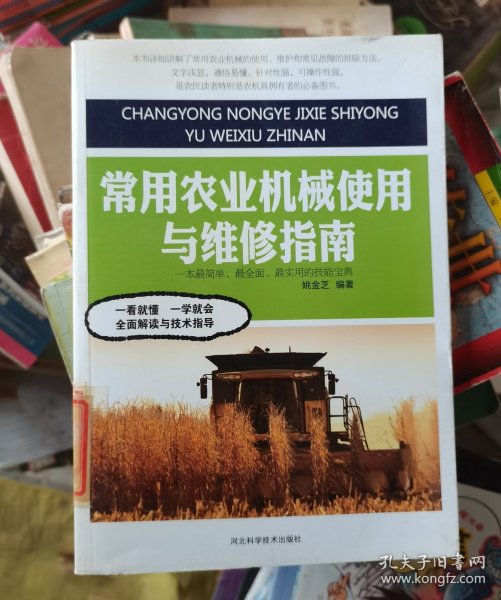 本书详细讲解了常用农业机械的使用、维护和常见故障的排除方法。
文字浅显，通俗易懂，针对性强，可操作性强，
是农民读者特别是农机具拥有者的必备图书。
CHANGYONG NONGYE JIXIE SHIYONG
YU WEIXIU ZHINAN
常用农业机械使用
与维修指南
一本最简单、最全面、最实用的技能宝典
姚金芝 编著
一看就懂 一学就会
全面解读与技术指导
河北科学技术出版社
孔夫子旧书网
www.kongfz.com